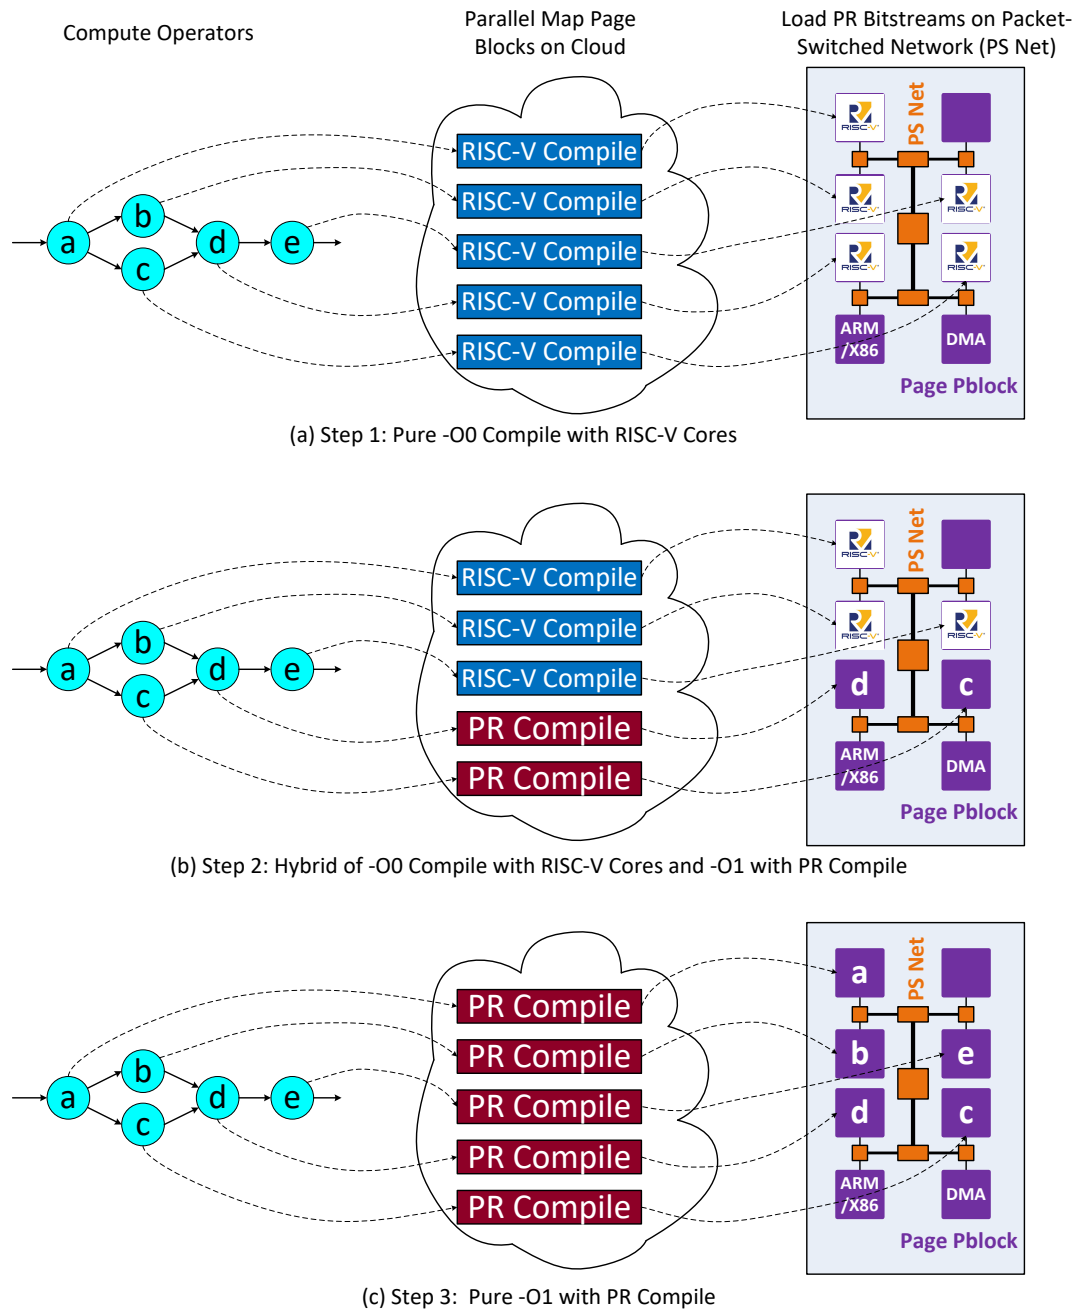 Compute Operators
Parallel Map Page
Blocks on Cloud
Load PR Bitstreams on Packet-
Switched Network (PS Net)
a
b
c
d
e
RISC-V Compile
RISC-V Compile
RISC-V Compile
RISC-V Compile
RISC-V Compile
PS Net
RISC-V
RISC-V
RISC-V
RISC-V
RISC-V
ARM
/X86
DMA
Page Pblock
(a) Step 1: Pure -O0 Compile with RISC-V Cores
a
b
c
d
e
RISC-V Compile
RISC-V Compile
RISC-V Compile
PR Compile
PR Compile
PS Net
RISC-V
RISC-V
RISC-V
d
c
ARM
/X86
DMA
Page Pblock
(b) Step 2: Hybrid of -O0 Compile with RISC-V Cores and -O1 with PR Compile
a
b
c
d
e
PR Compile
PR Compile
PR Compile
PR Compile
PR Compile
PS Net
a
b
e
d
c
ARM
/X86
DMA
Page Pblock
(c) Step 3: Pure -O1 with PR Compile